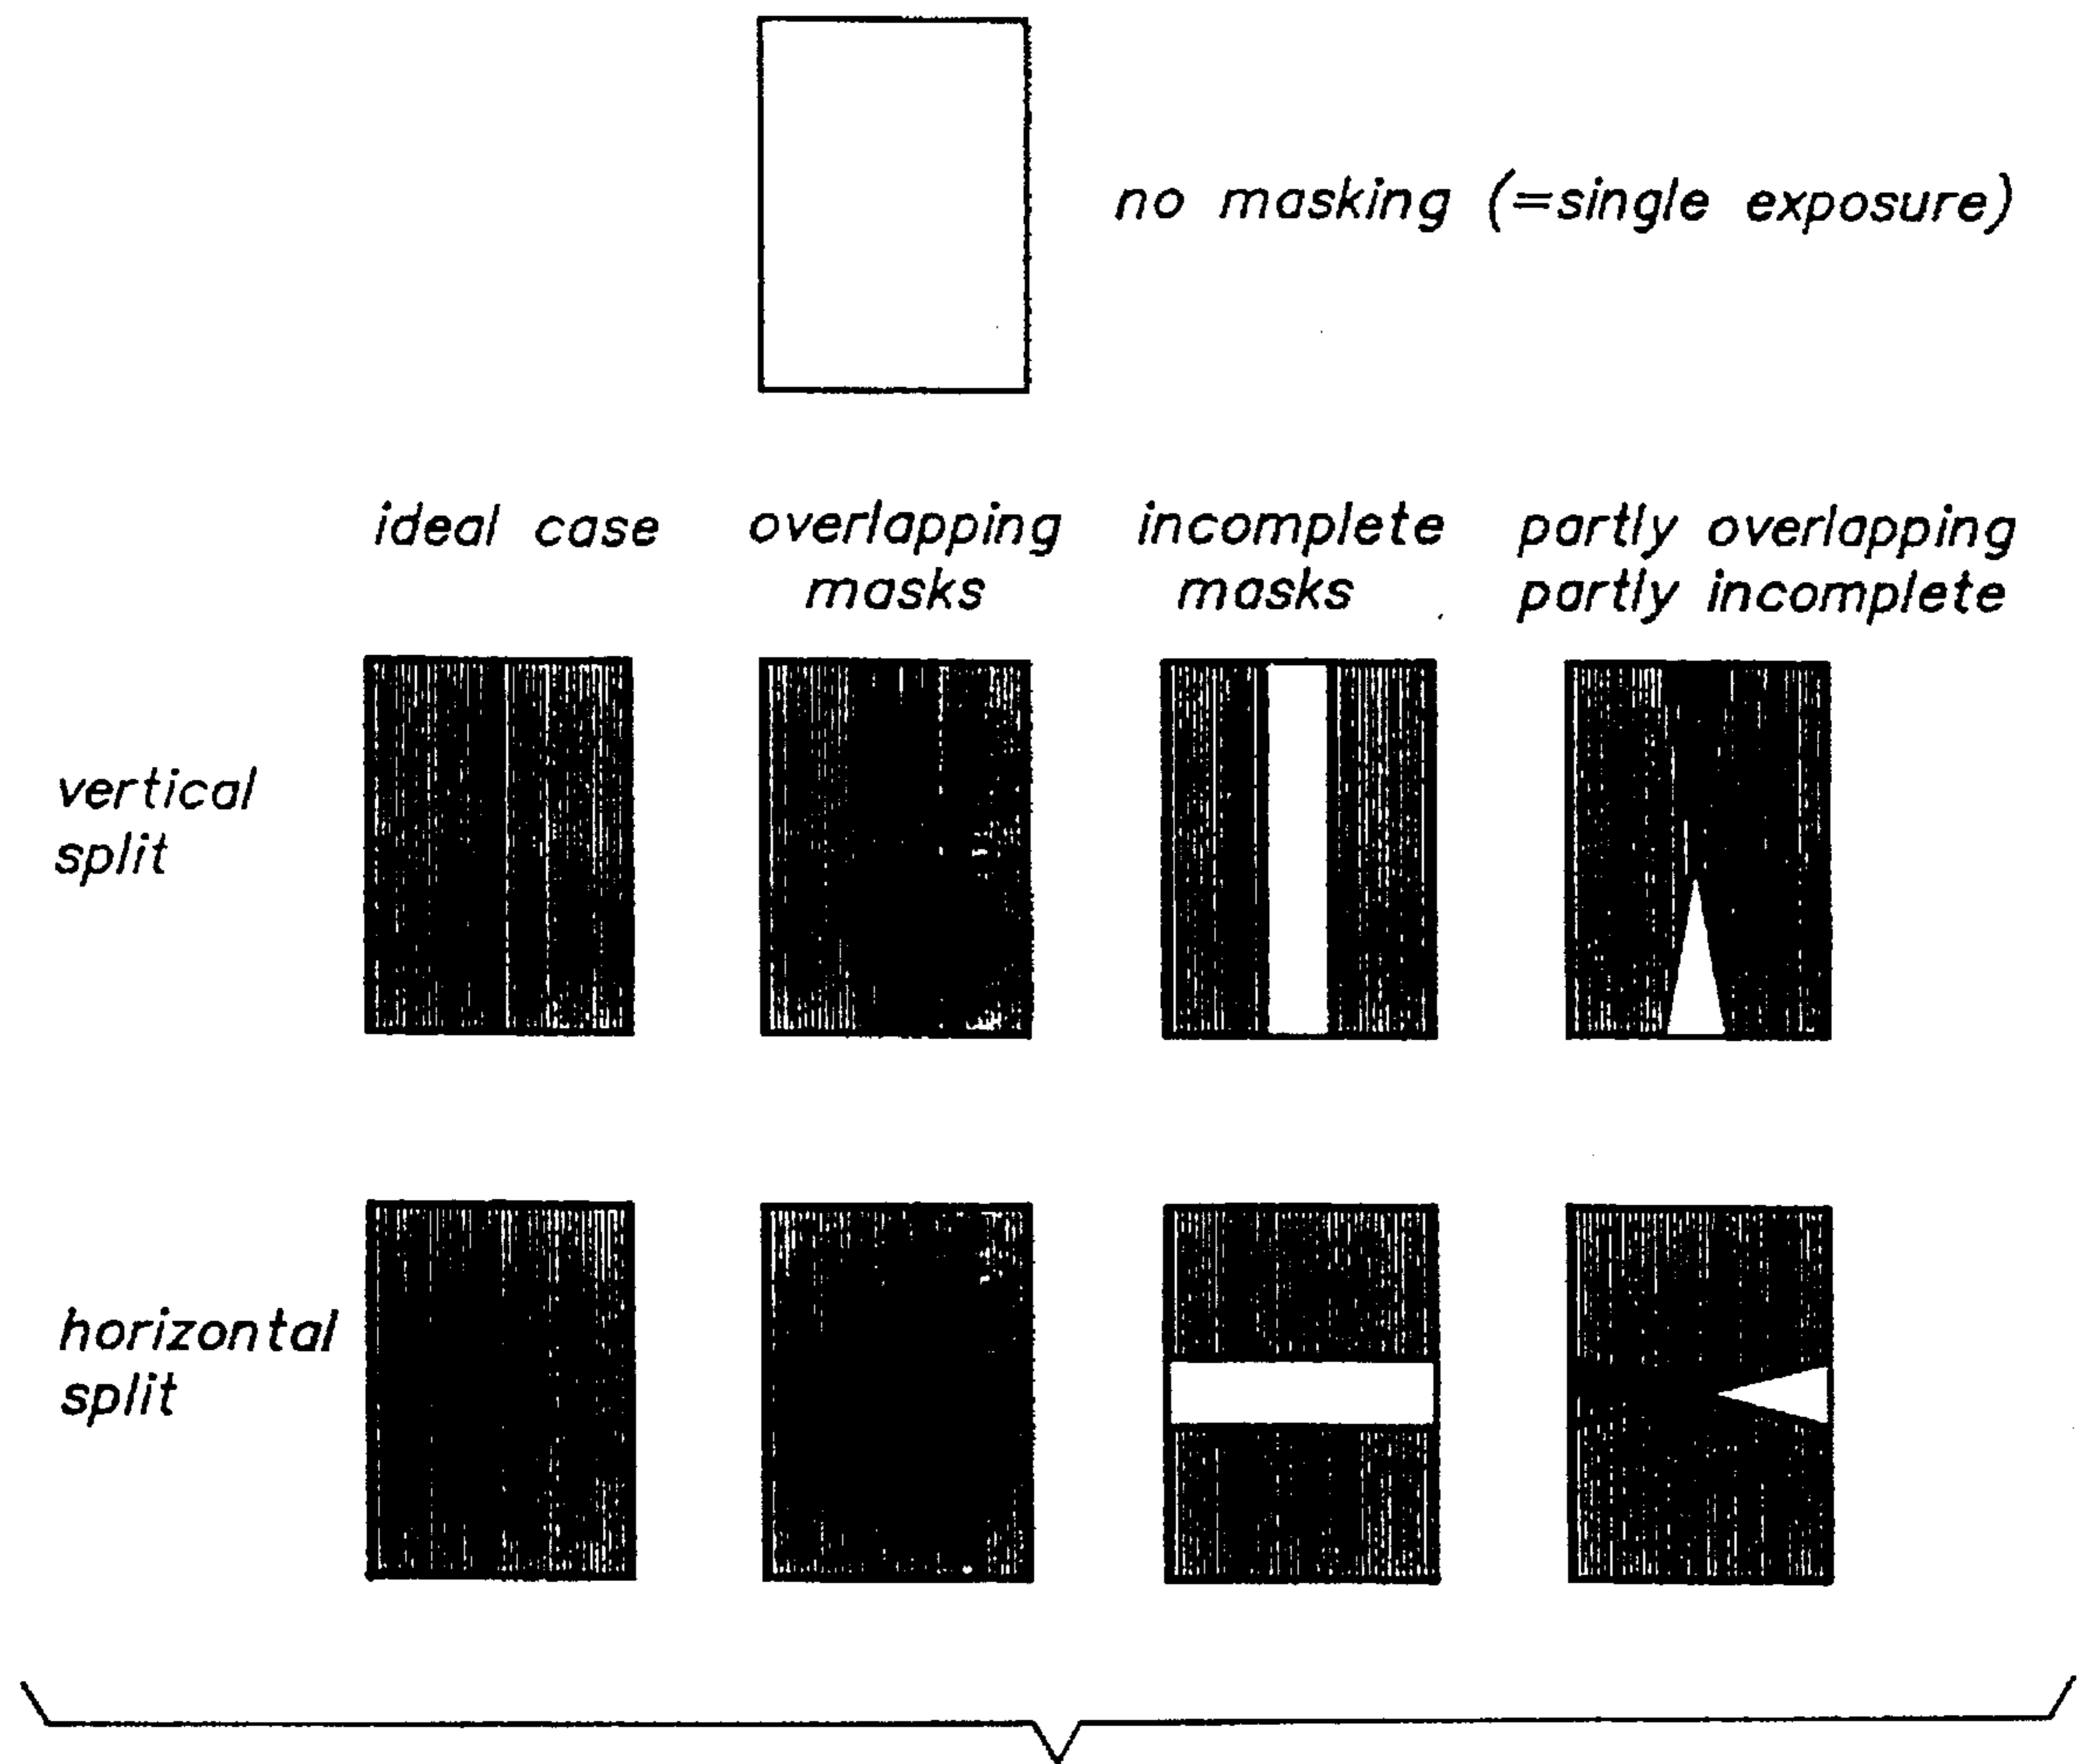 no masking (=single exposure)
ideal case
overlapping
masks
incomplete
masks
partly overlapping
partly incomplete
vertical
split
horizontal
split